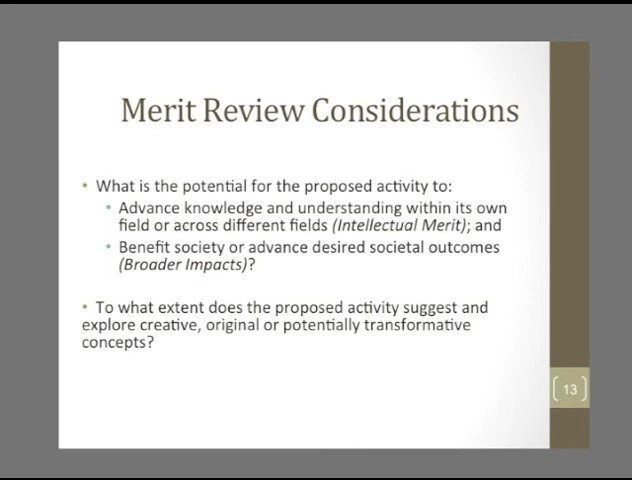 Merit Review Considerations
• What is the potential for the proposed activity to:
• Advance knowledge and understanding within its own
field or across different fields (Intellectual Merit); and
• Benefit society or advance desired societal outcomes
(Broader Impacts)?
• To what extent does the proposed activity suggest and
explore creative, original or potentially transformative
concepts?
13